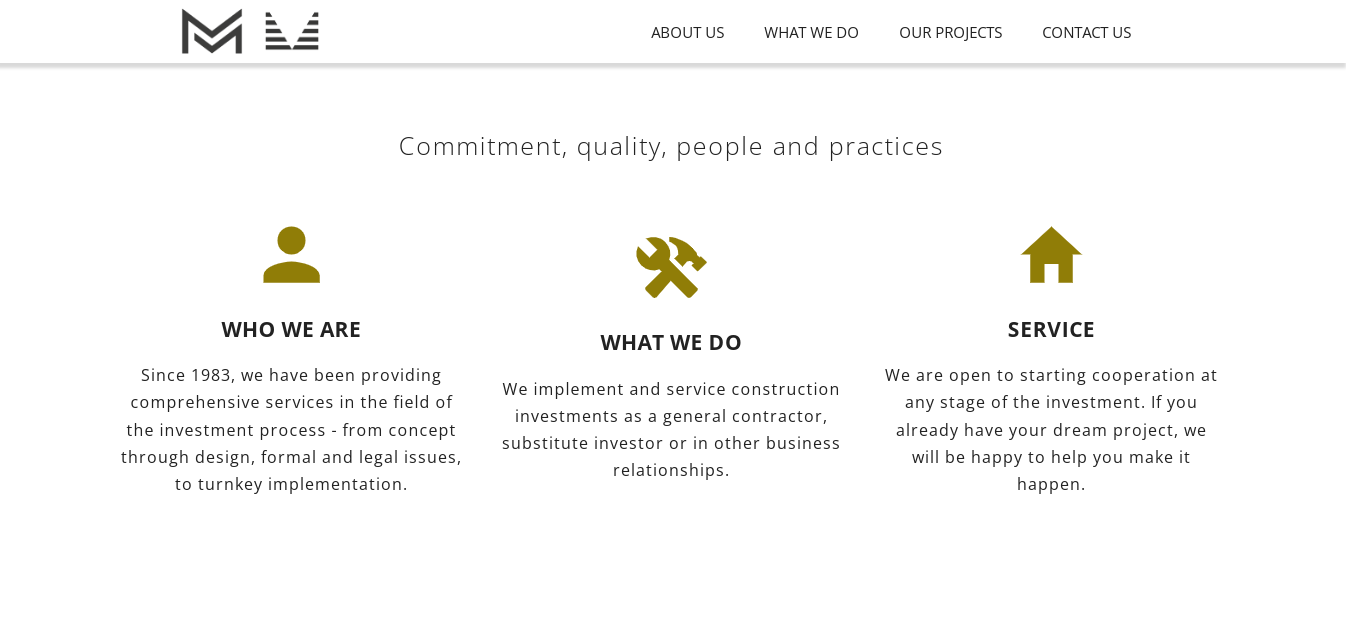 ABOUT US
WHAT WE DO
OUR PROJECTS
CONTACT US
Commitment, quality, people and practices
WHO WE ARE
Since 1983, we have been providing
comprehensive services in the field of
the investment process - from concept
through design, formal and legal issues,
to turnkey implementation.
WHAT WE DO
We implement and service construction
investments as a general contractor,
substitute investor or in other business
relationships.
SERVICE
We are open to starting cooperation at
any stage of the investment. If you
already have your dream project, we
will be happy to help you make it
happen.